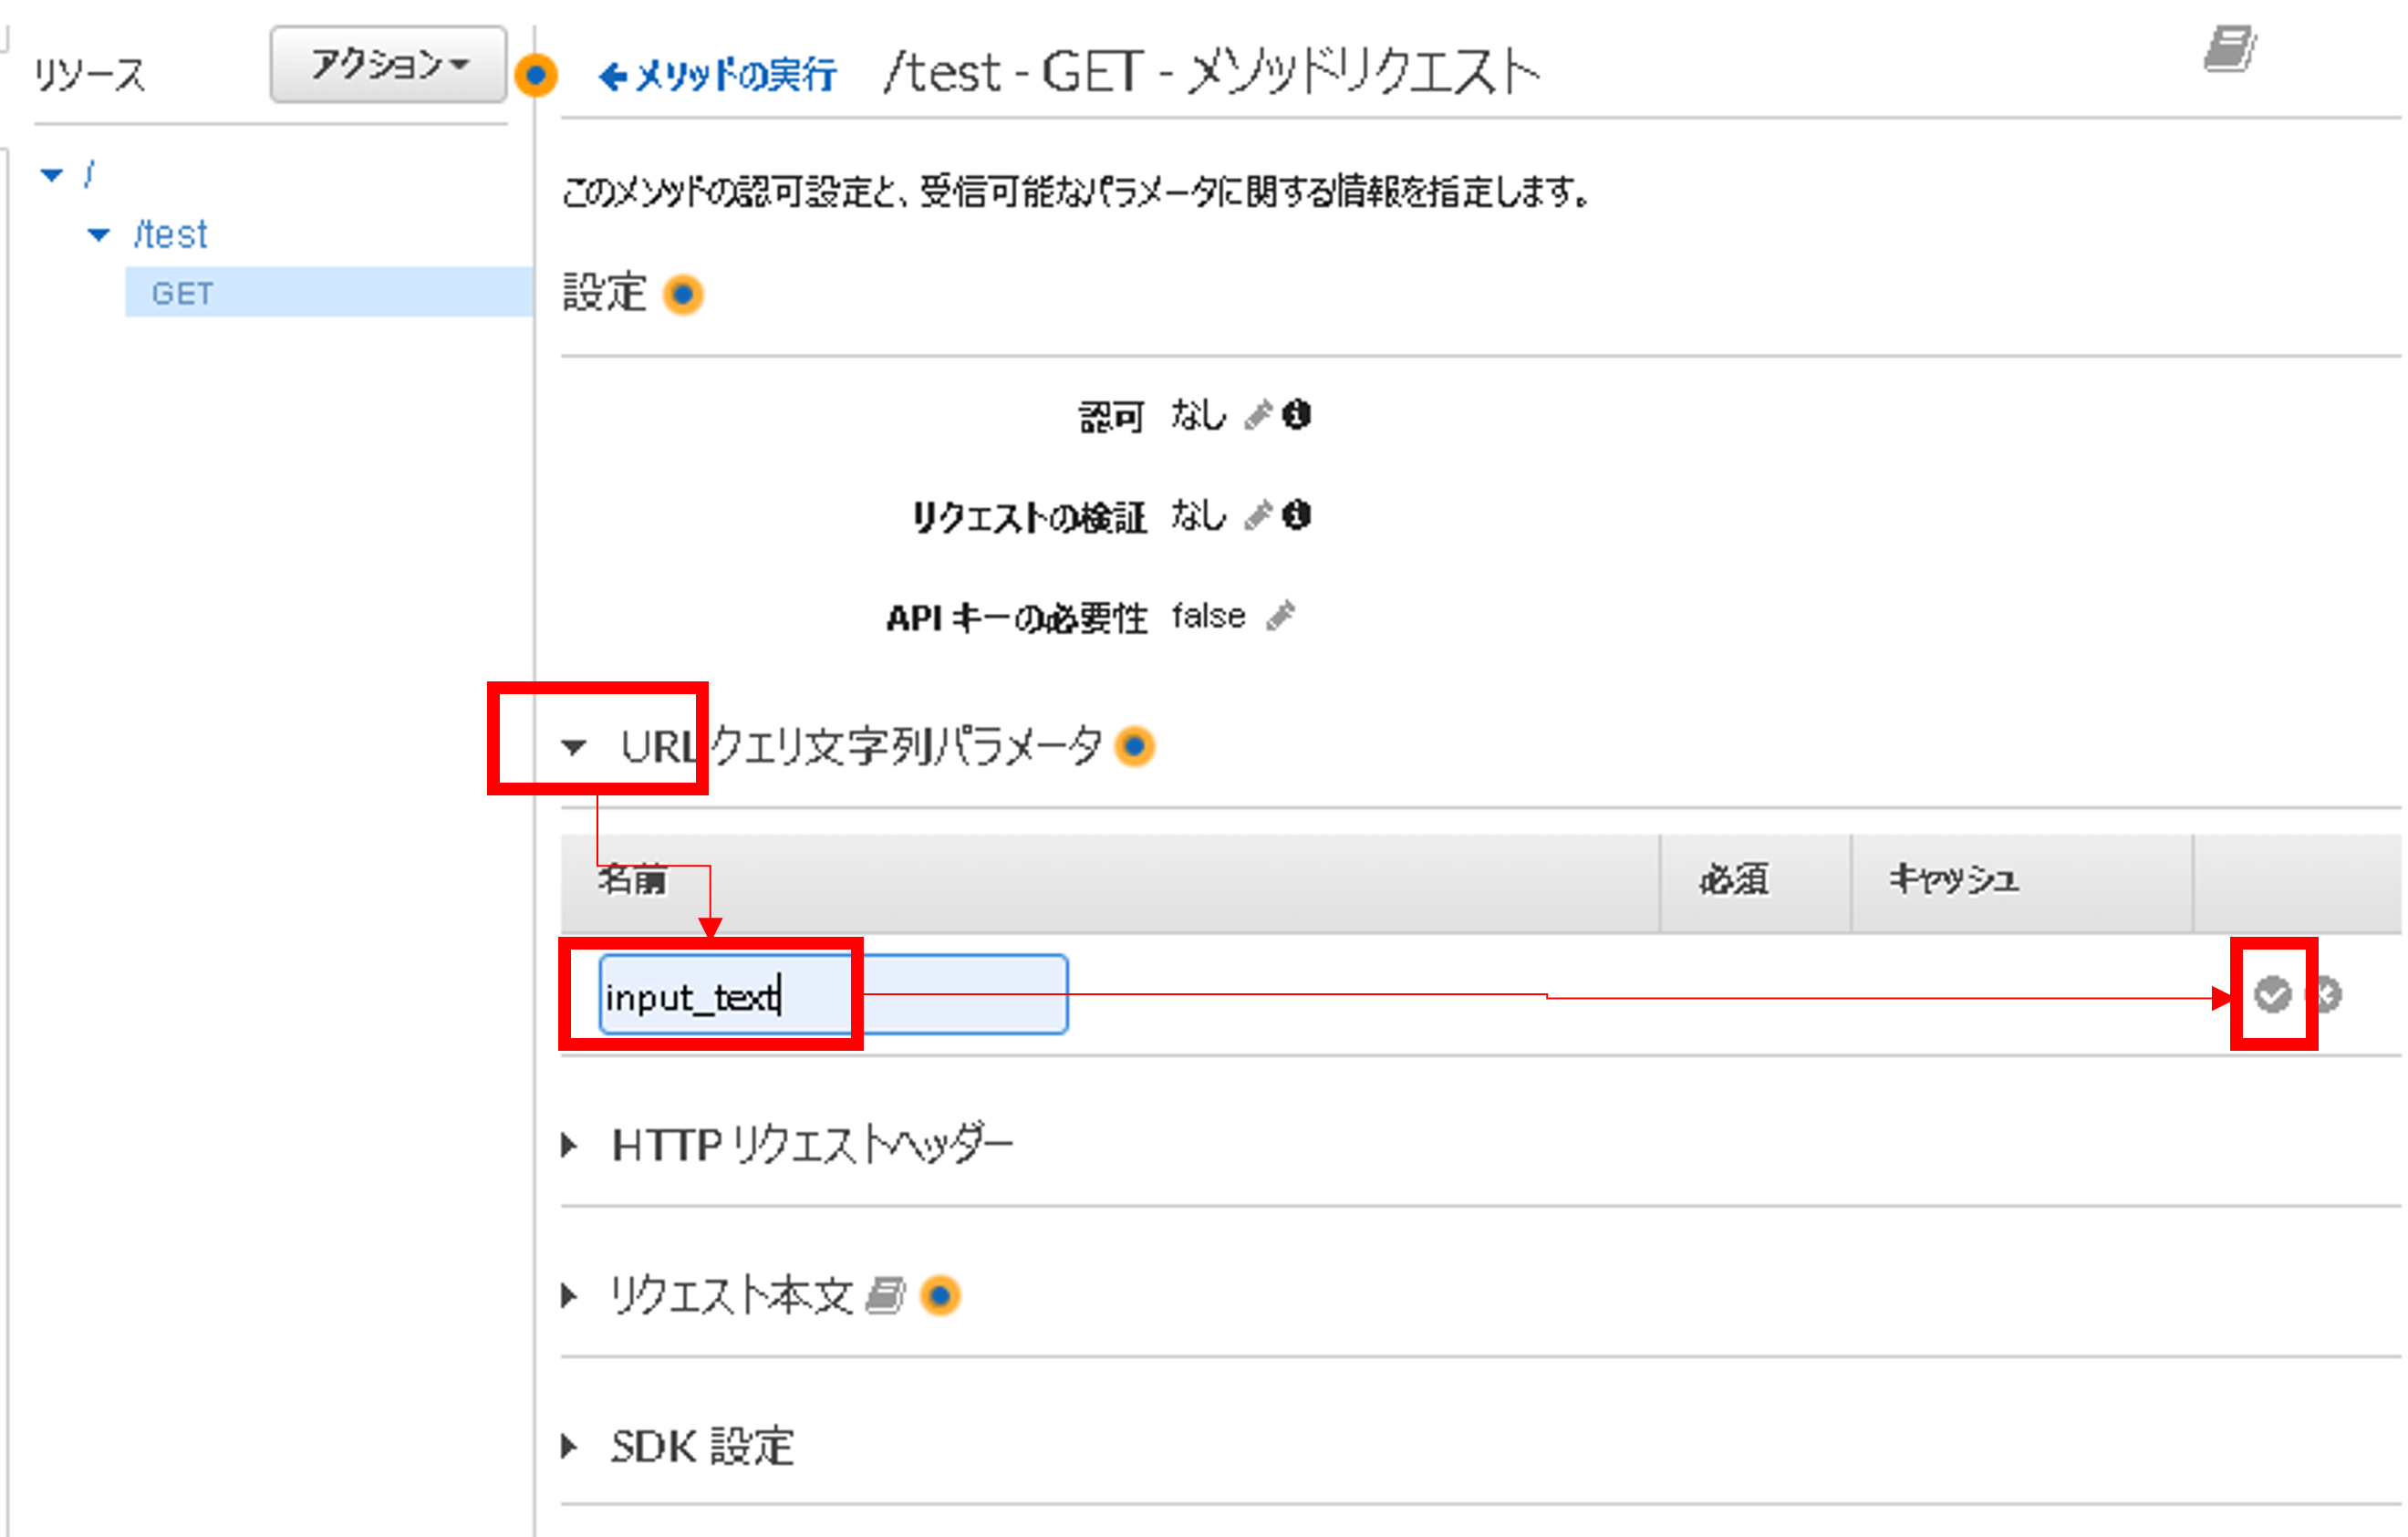 リソース
アクション
メソッドの実行
/test - GET - メソッドリクエスト
/
/test
GET
このメソッドの認可設定と、受信可能なパラメータに関する情報を指定します。
設定
認可 なし
リクエストの検証 なし
API キーの必要性 false
URL クエリ文字列パラメータ
名前 必須 キャッシュ
input_text
HTTP リクエストヘッダー
リクエスト本文
SDK 設定